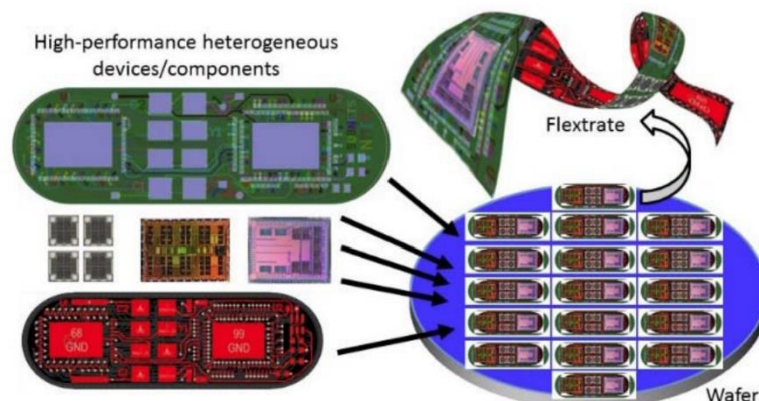 High-performance heterogeneous
devices/components
Flextrate
68
GND
99
GND
Wafer